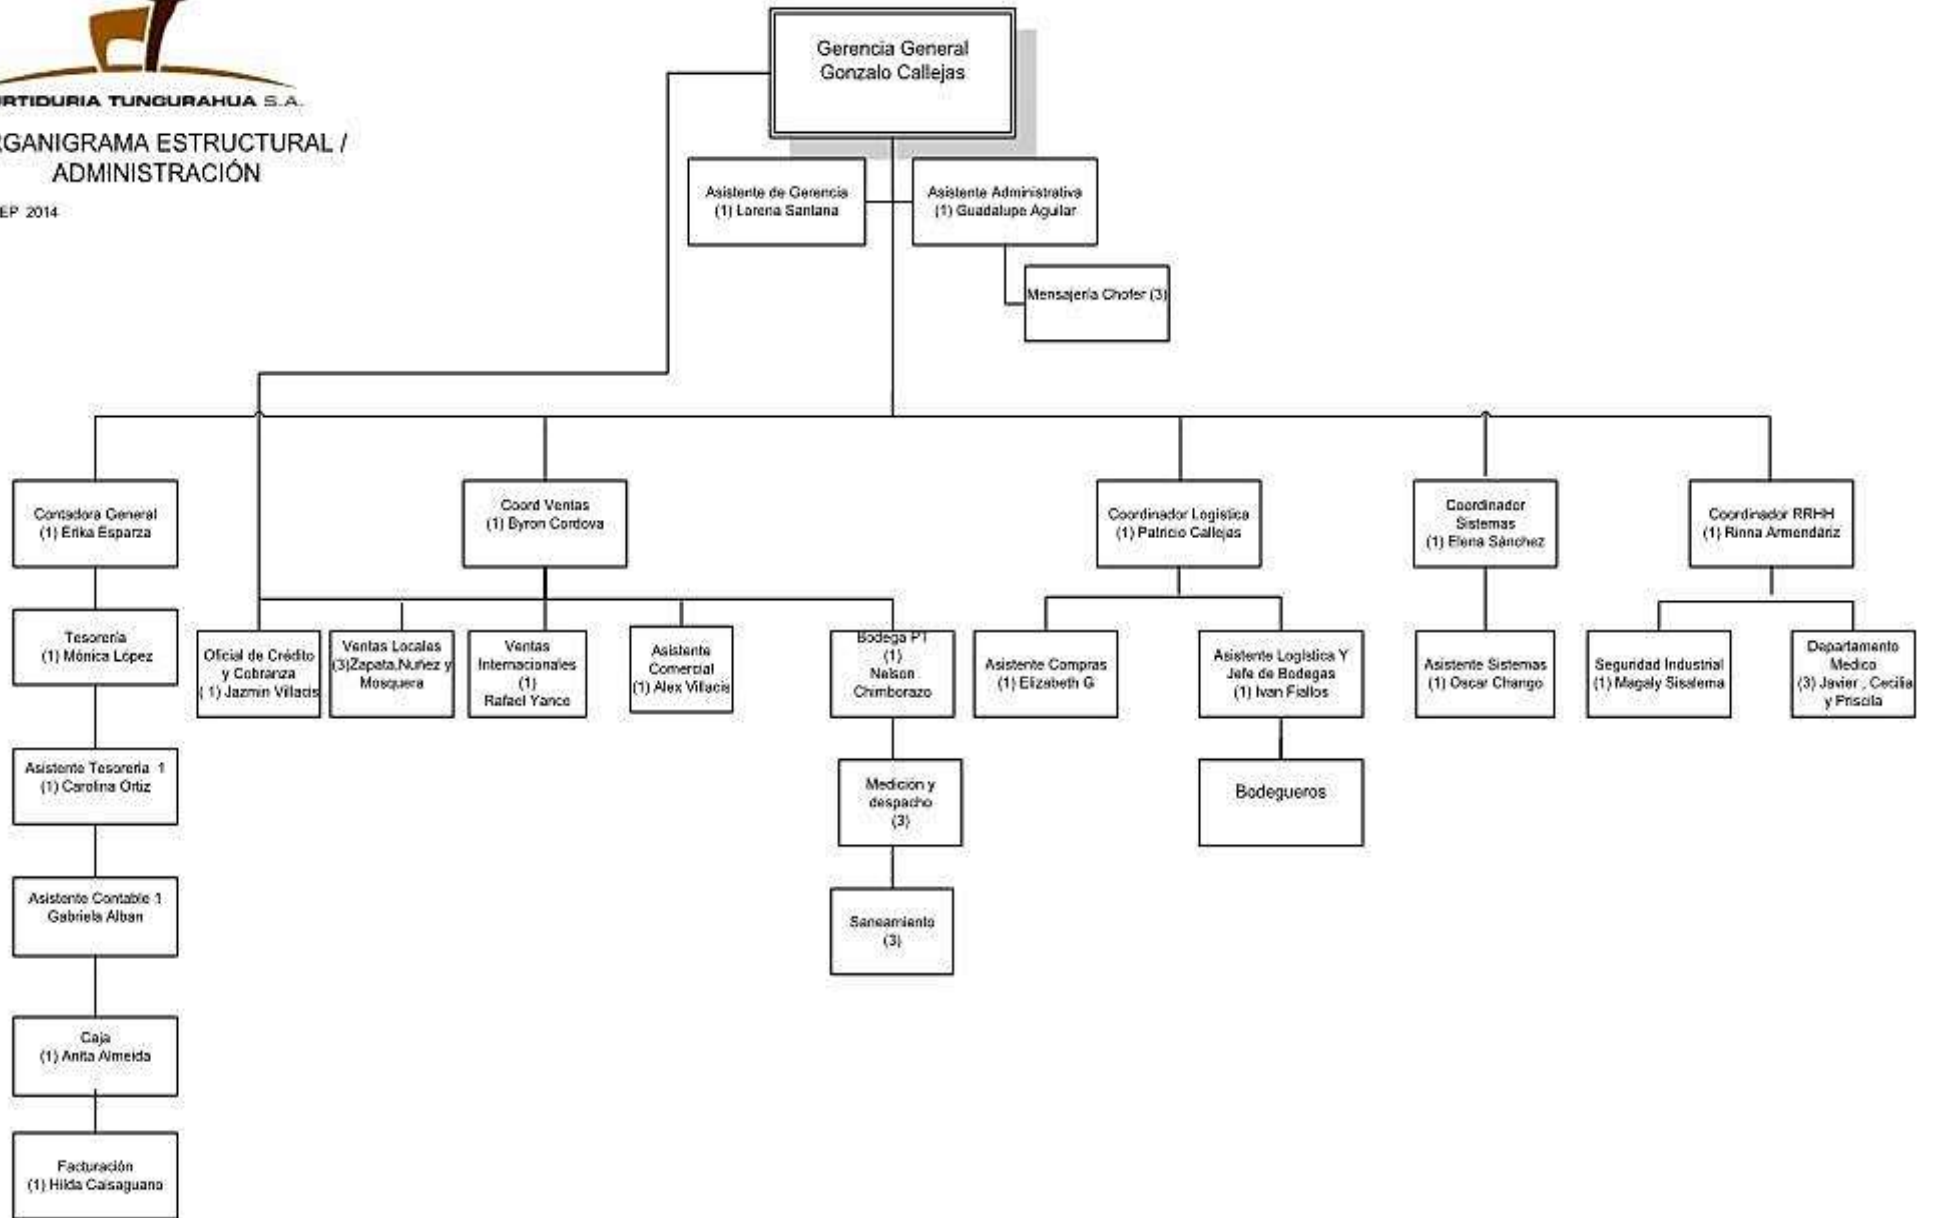 RTIDURIA TUNGURAHUA S.A.
RGANIGRAMA ESTRUCTURAL /
ADMINISTRACIÓN
EP 2014
Gerencia General
Gonzalo Callejas
Asistente de Gerencia
(1) Lorena Santana
Asistente Administrativa
(1) Guadalupe Aguilar
Mensajería Chofer (3)
Contadora General
(1) Erika Esparza
Coord Ventas
(1) Byron Cordova
Coordinador Logística
(1) Patricio Callejas
Coordinador
Sistemas
(1) Elena Sánchez
Coordinador RRHH
(1) Rinna Armendáriz
Tesorería
(1) Mónica López
Oficial de Crédito
y Cobranza
( 1) Jazmin Villacis
Ventas Locales
(3)Zapata,Nuñez y
Mosquera
Ventas
Internacionales
(1)
Rafael Yance
Asistente
Comercial
(1) Alex Villacis
Bodega PT
(1)
Nelson
Chimborazo
Asistente Compras
(1) Elizabeth G
Asistente Logística Y
Jefe de Bodegas
(1) Ivan Fiallos
Asistente Sistemas
(1) Oscar Chango
Seguridad Industrial
(1) Magaly Sisalema
Departamento
Medico
(3) Javier , Cecilia
y Priscila
Asistente Tesorería 1
(1) Carolina Ortiz
Medición y
despacho
(3)
Bodegueros
Asistente Contable 1
Gabriela Alban
Saneamiento
(3)
Caja
(1) Anita Almeida
Facturación
(1) Hilda Caisaguano